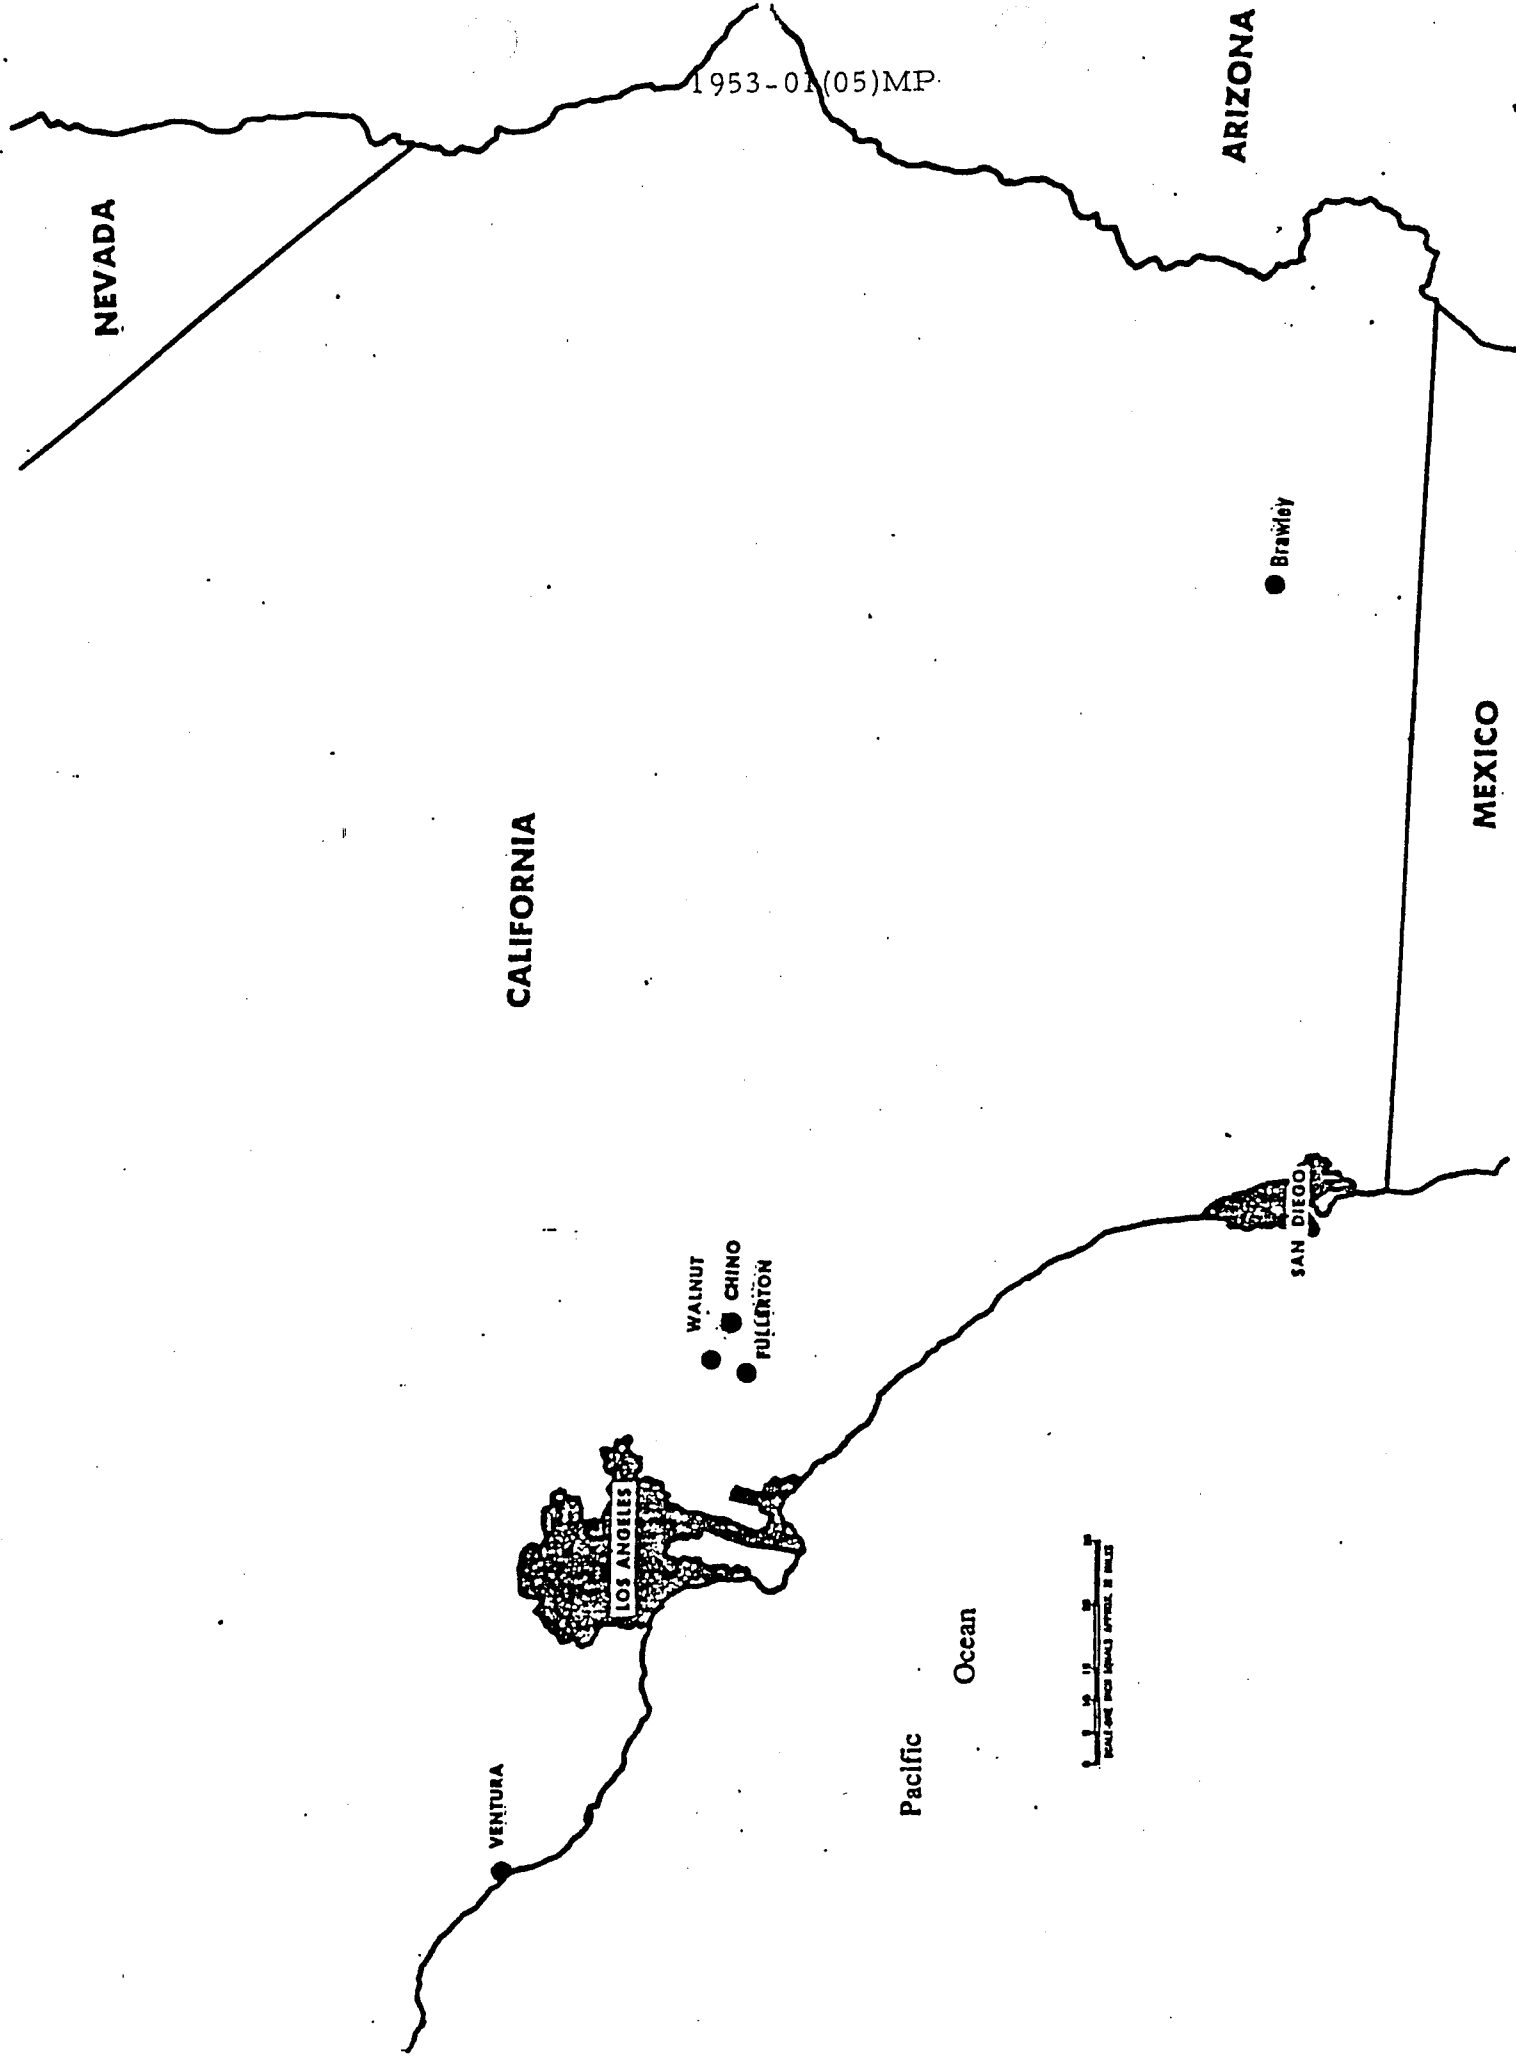 1953-01(05)MP
NEVADA
ARIZONA
CALIFORNIA
Brawley
MEXICO
WALNUT
CHINO
FULLERTON
LOS ANGELES
SAN DIEGO
VENTURA
Pacific
Ocean